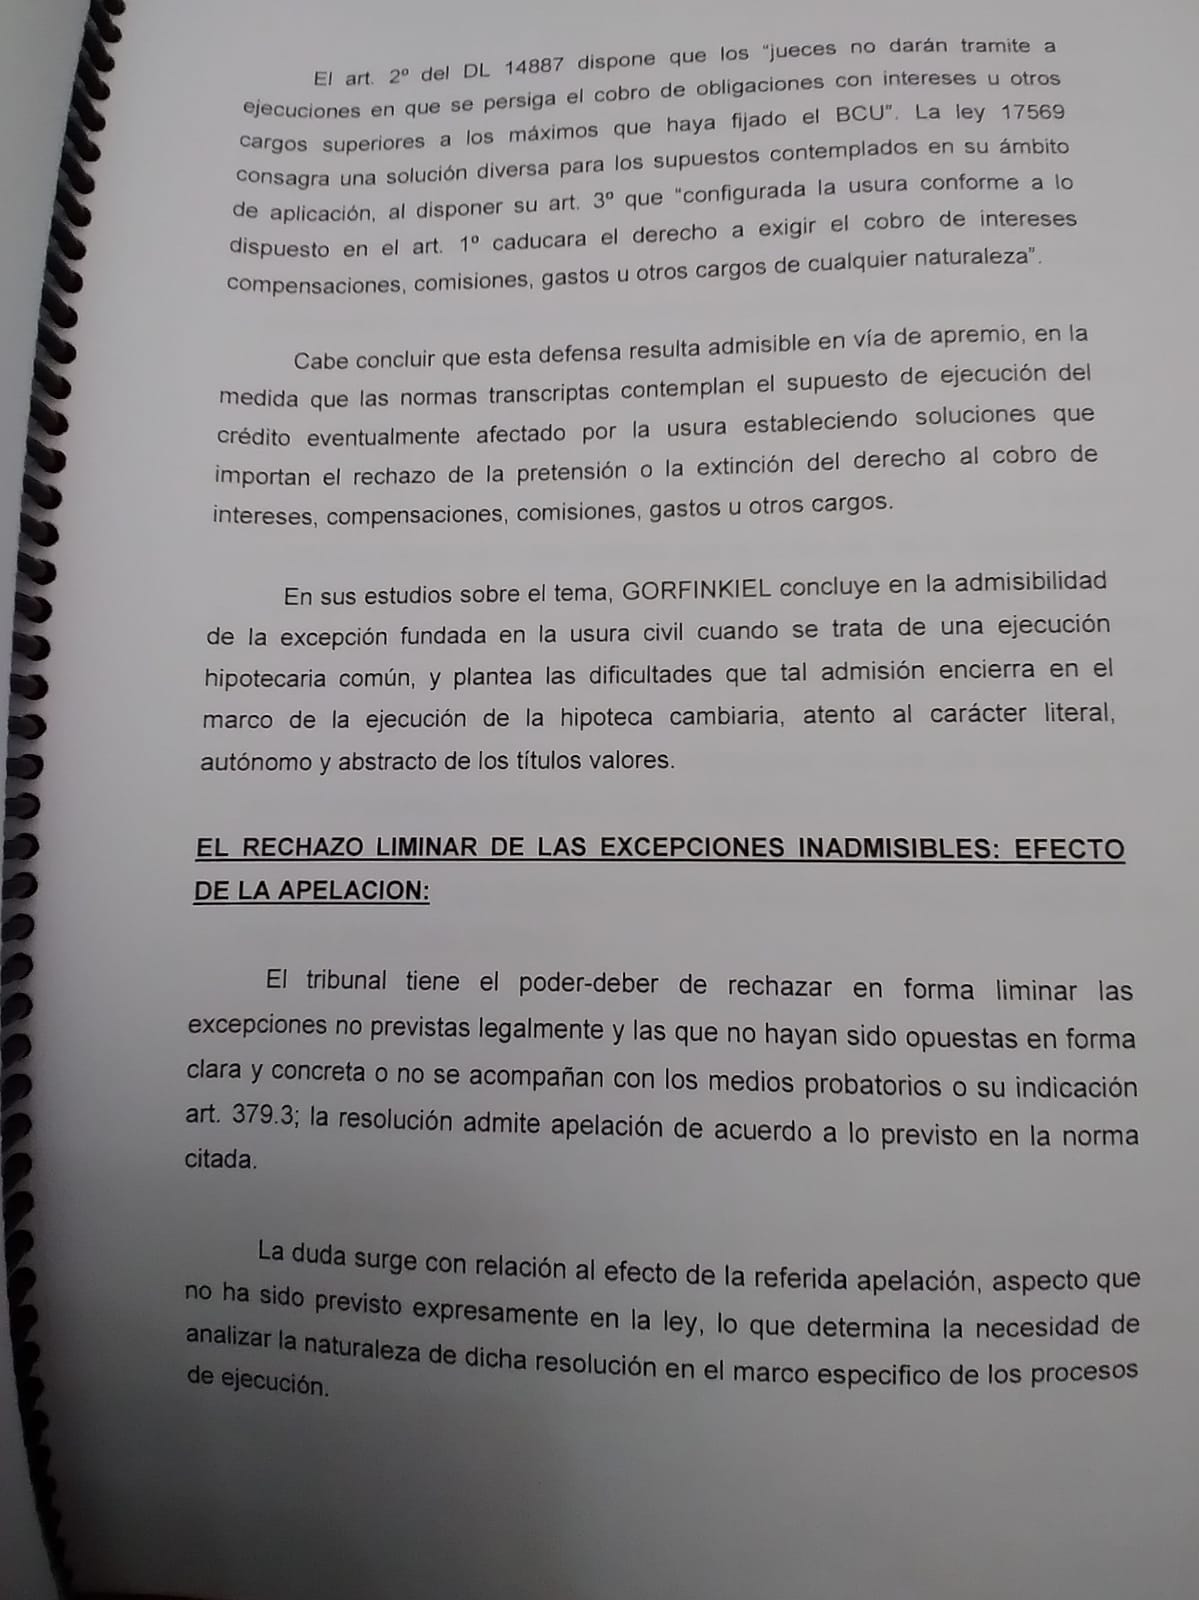 El art. 2º del DL 14887 dispone que los "jueces no darán tramite a
ejecuciones en que se persiga el cobro de obligaciones con intereses u otros
cargos superiores a los máximos que haya fijado el BCU". La ley 17569
consagra una solución diversa para los supuestos contemplados en su ámbito
de aplicación, al disponer su art. 3º que "configurada la usura conforme a lo
dispuesto en el art. 1º caducara el derecho a exigir el cobro de intereses
compensaciones, comisiones, gastos u otros cargos de cualquier naturaleza".
Cabe concluir que esta defensa resulta admisible en vía de apremio, en la
medida que las normas transcriptas contemplan el supuesto de ejecución del
crédito eventualmente afectado por la usura estableciendo soluciones que
importan el rechazo de la pretensión o la extinción del derecho al cobro de
intereses, compensaciones, comisiones, gastos u otros cargos.
En sus estudios sobre el tema, GORFINKIEL concluye en la admisibilidad
de la excepción fundada en la usura civil cuando se trata de una ejecución
hipotecaria común, y plantea las dificultades que tal admisión encierra en el
marco de la ejecución de la hipoteca cambiaria, atento al carácter literal,
autónomo y abstracto de los títulos valores.
EL RECHAZO LIMINAR DE LAS EXCEPCIONES INADMISIBLES: EFECTO
DE LA APELACION:
El tribunal tiene el poder-deber de rechazar en forma liminar las
excepciones no previstas legalmente y las que no hayan sido opuestas en forma
clara y concreta o no se acompañan con los medios probatorios o su indicación
art. 379.3; la resolución admite apelación de acuerdo a lo previsto en la norma
citada.
La duda surge con relación al efecto de la referida apelación, aspecto que
no ha sido previsto expresamente en la ley, lo que determina la necesidad de
analizar la naturaleza de dicha resolución en el marco especifico de los procesos
de ejecución.